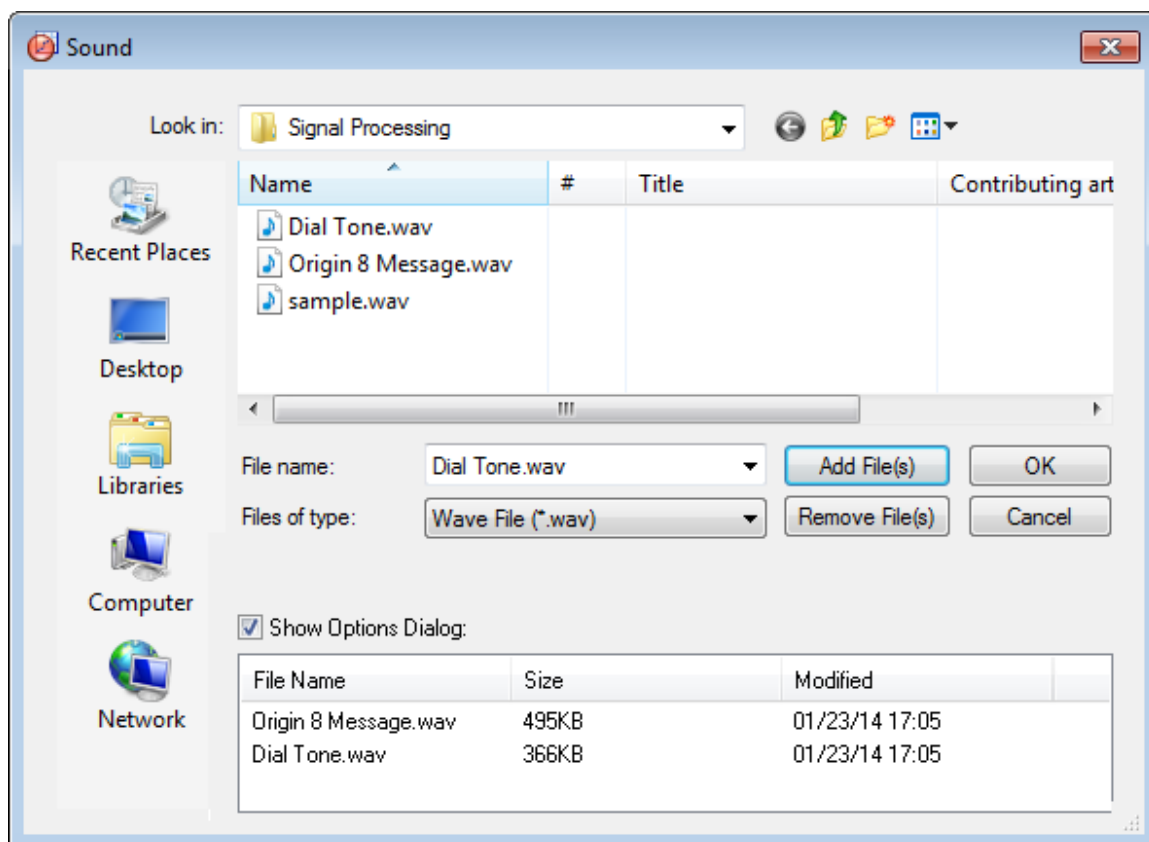 Sound
Look in: Signal Processing
Name # Title Contributing art
Dial Tone.wav
Origin 8 Message.wav
sample.wav
Recent Places
Desktop
Libraries
Computer
Network
File name: Dial Tone.wav Add File(s) OK
Files of type: Wave File (*.wav) Remove File(s) Cancel
Show Options Dialog:
File Name Size Modified
Origin 8 Message.wav 495KB 01/23/14 17:05
Dial Tone.wav 366KB 01/23/14 17:05